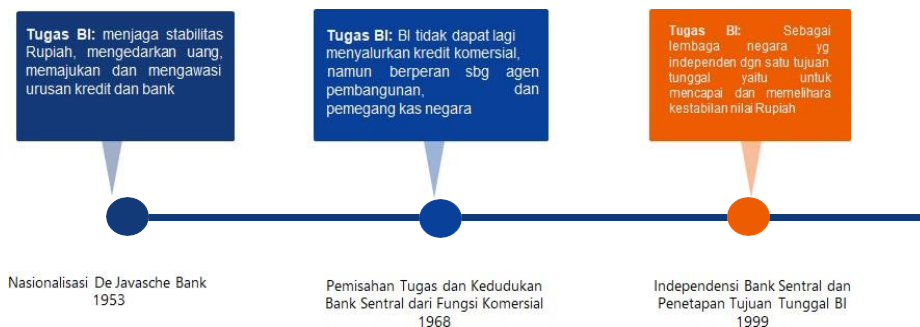 Tugas BI: menjaga stabilitas
Rupiah, mengedarkan uang,
memajukan dan mengawasi
urusan kredit dan bank
Tugas BI: BI tidak dapat lagi
menyalurkan kredit komersial,
namun berperan sbg agen
pembangunan, dan
pemegang kas negara
Tugas BI: Sebagai
lembaga negara yg
independen dgn satu tujuan
tunggal yaitu untuk
mencapai dan memelihara
kestabilan nilai Rupiah
Nasionalisasi De Javasche Bank
1953
Pemisahan Tugas dan Kedudukan
Bank Sentral dari Fungsi Komersial
1968
Independensi Bank Sentral dan
Penetapan Tujuan Tunggal BI
1999